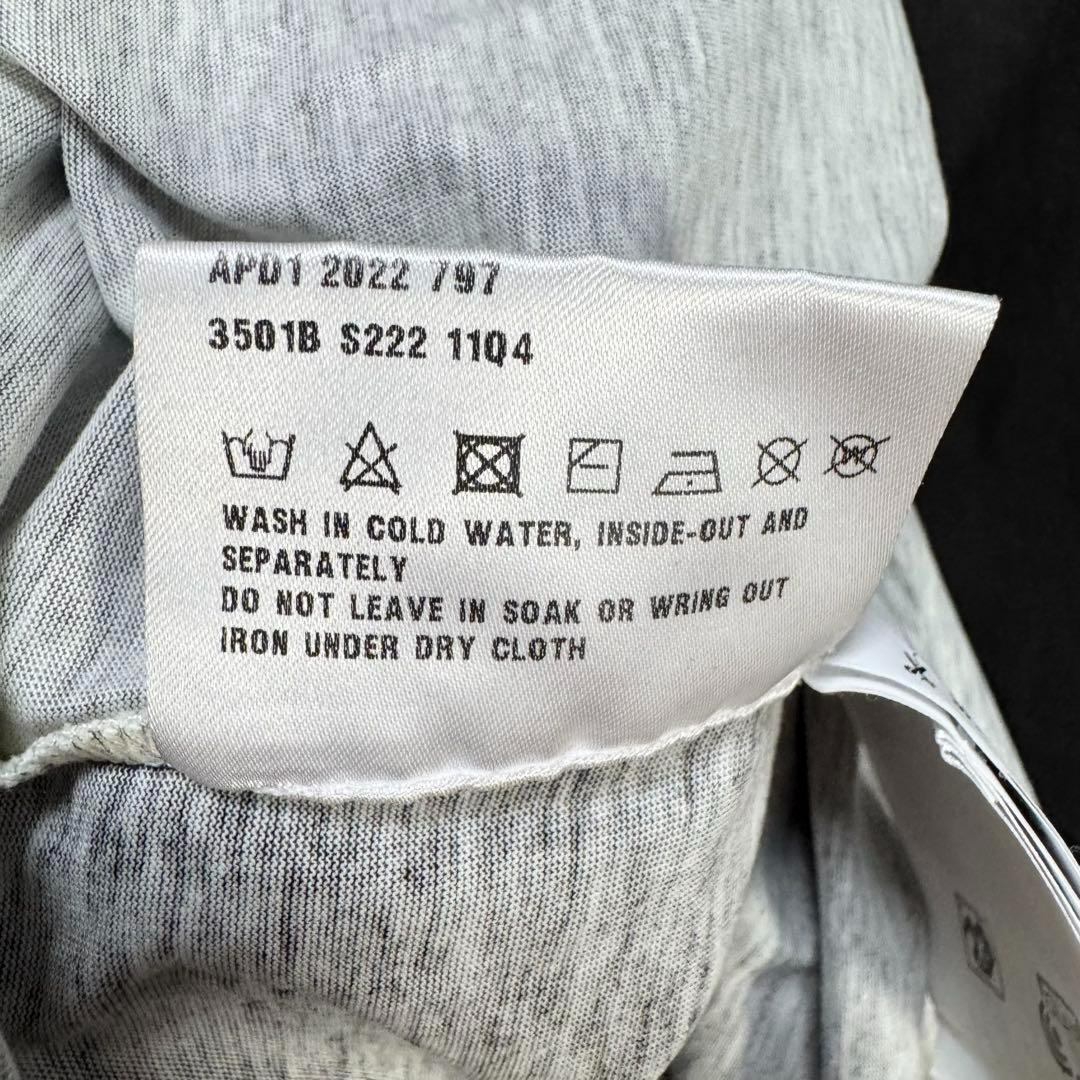 APD1 2022 797
3501B S222 11Q4
WASH IN COLD WATER, INSIDE-OUT AND
SEPARATELY
DO NOT LEAVE IN SOAK OR WRING OUT
IRON UNDER DRY CLOTH